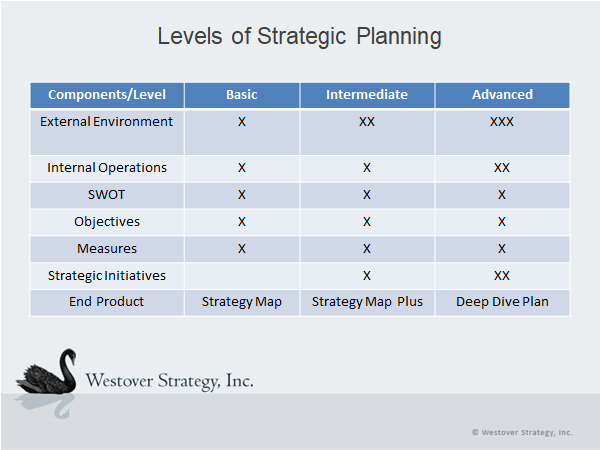 Levels of Strategic Planning
Components/Level Basic Intermediate Advanced
External Environment X XX XXX
Internal Operations X X XX
SWOT X X X
Objectives X X X
Measures X X X
Strategic Initiatives X XX
End Product Strategy Map Strategy Map Plus Deep Dive Plan
Westover Strategy, Inc.
© Westover Strategy, Inc.